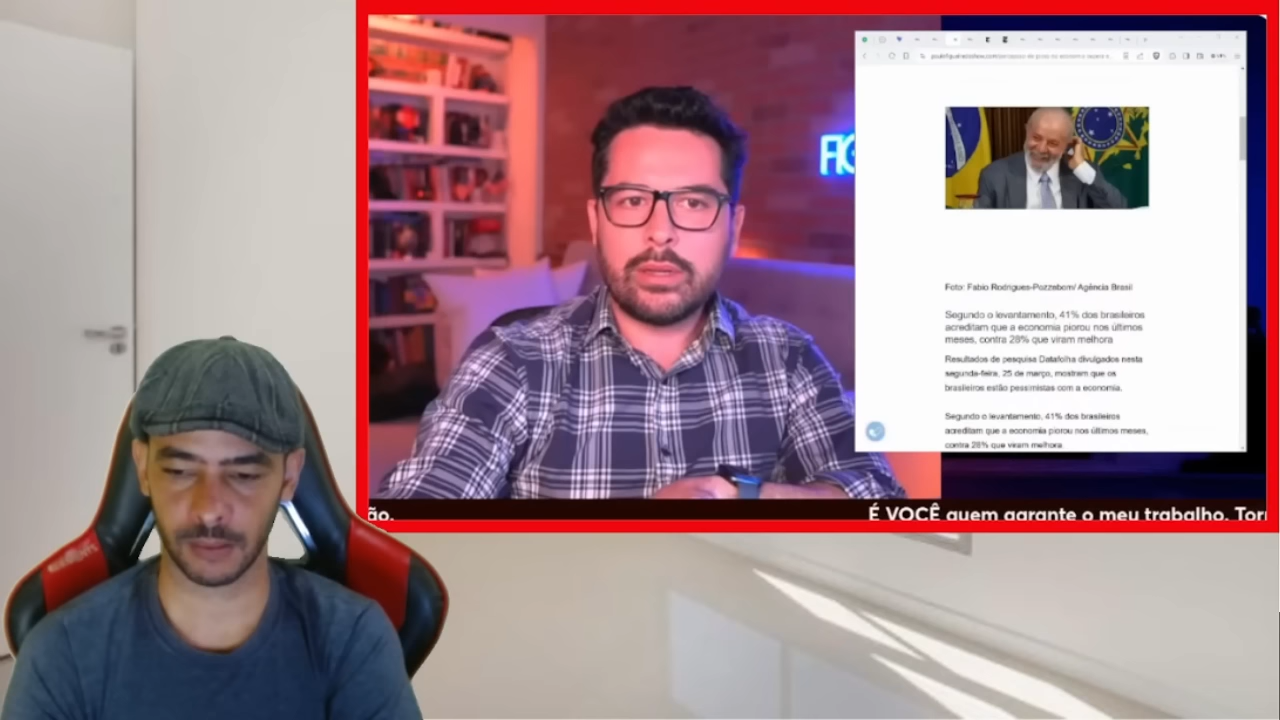 FIG
Foto: Fabio Rodrigues-Pozzebom/ Agência Brasil
Segundo o levantamento, 41% dos brasileiros
acreditam que a economia piorou nos últimos
meses, contra 28% que viram melhora
Resultados de pesquisa Datafolha divulgados nesta
segunda-feira, 25 de março, mostram que os
brasileiros estão pessimistas com a economia.
Segundo o levantamento, 41% dos brasileiros
acreditam que a economia piorou nos últimos meses,
contra 28% que viram melhora
ão.
É VOCÊ quem garante o meu trabalho. Torn